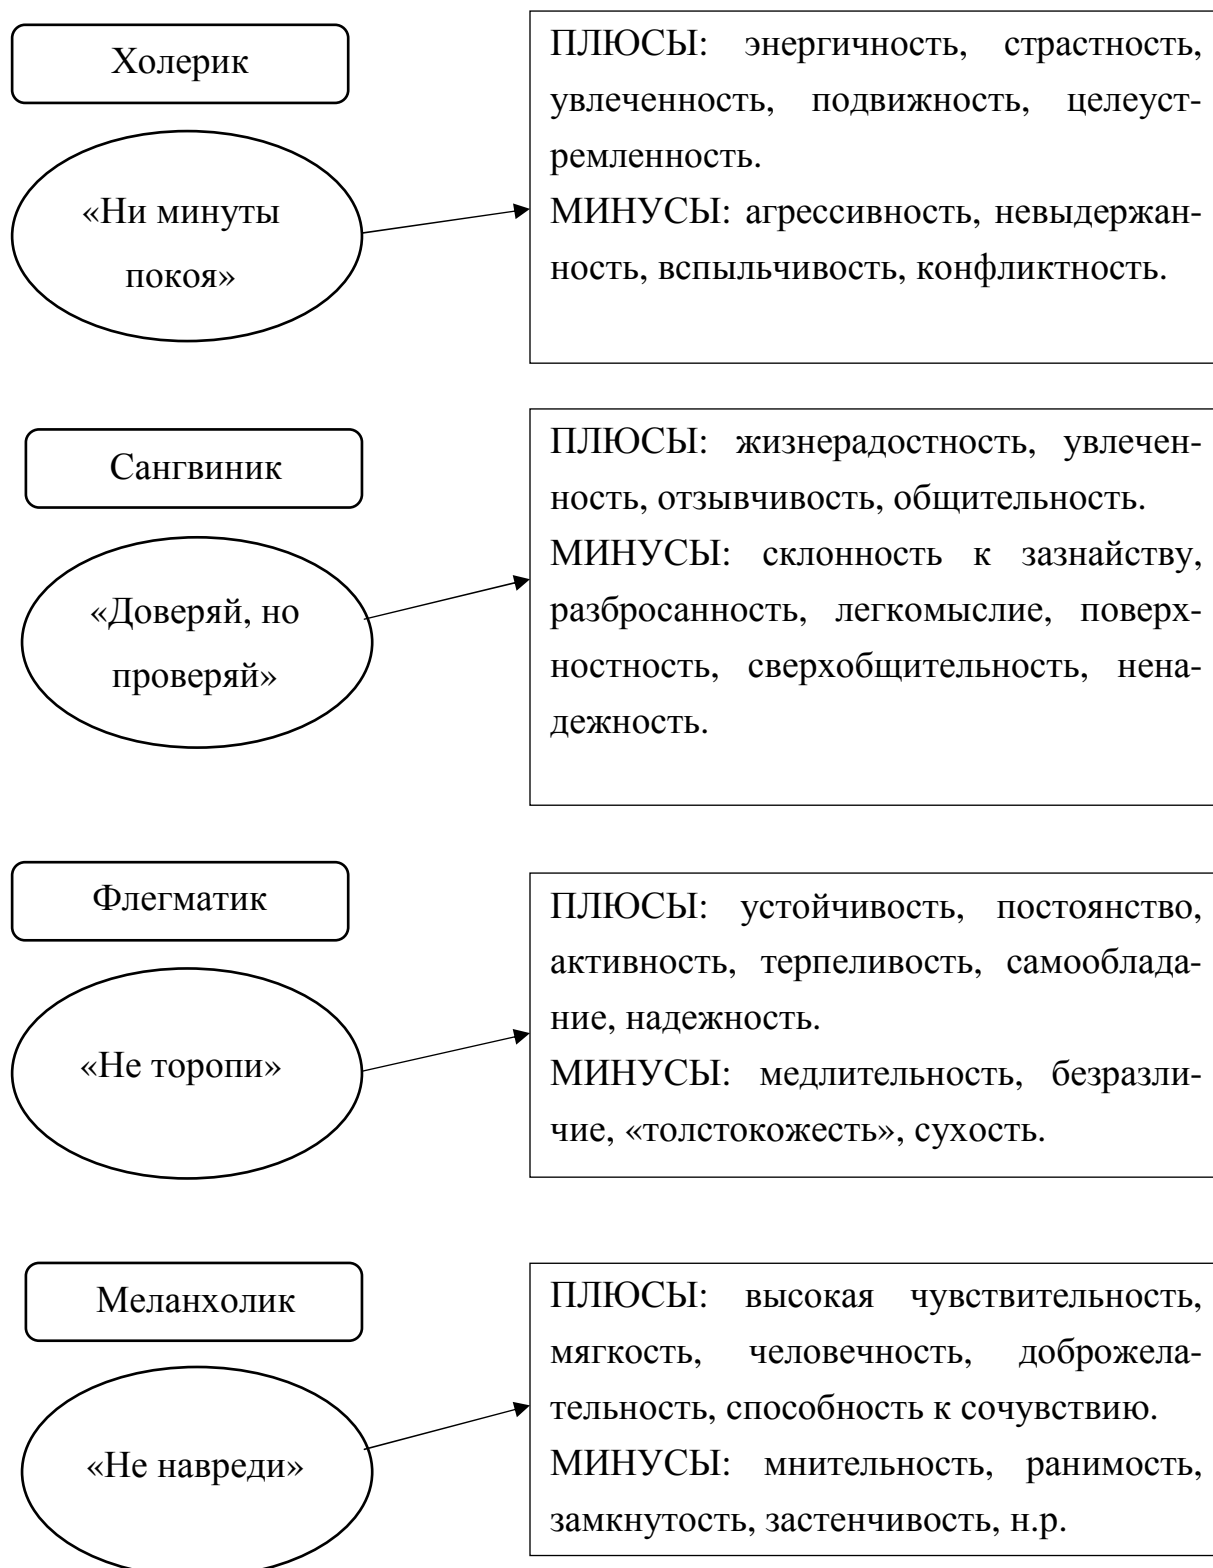 Холерик
«Ни минуты
покоя»
ПЛЮСЫ: энергичность, страстность,
увлеченность, подвижность, целеуст-
ремленность.
МИНУСЫ: агрессивность, невыдержан-
ность, вспыльчивость, конфликтность.
Сангвиник
«Доверяй, но
проверяй»
ПЛЮСЫ: жизнерадостность, увлечен-
ность, отзывчивость, общительность.
МИНУСЫ: склонность к зазнайству,
разбросанность, легкомыслие, поверх-
ностность, сверхобщительность, нена-
дежность.
Флегматик
«Не торопи»
ПЛЮСЫ: устойчивость, постоянство,
активность, терпеливость, самооблада-
ние, надежность.
МИНУСЫ: медлительность, безразли-
чие, «толстокожесть», сухость.
Меланхолик
«Не навреди»
ПЛЮСЫ: высокая чувствительность,
мягкость, человечность, доброжела-
тельность, способность к сочувствию.
МИНУСЫ: мнительность, ранимость,
замкнутость, застенчивость, н.р.